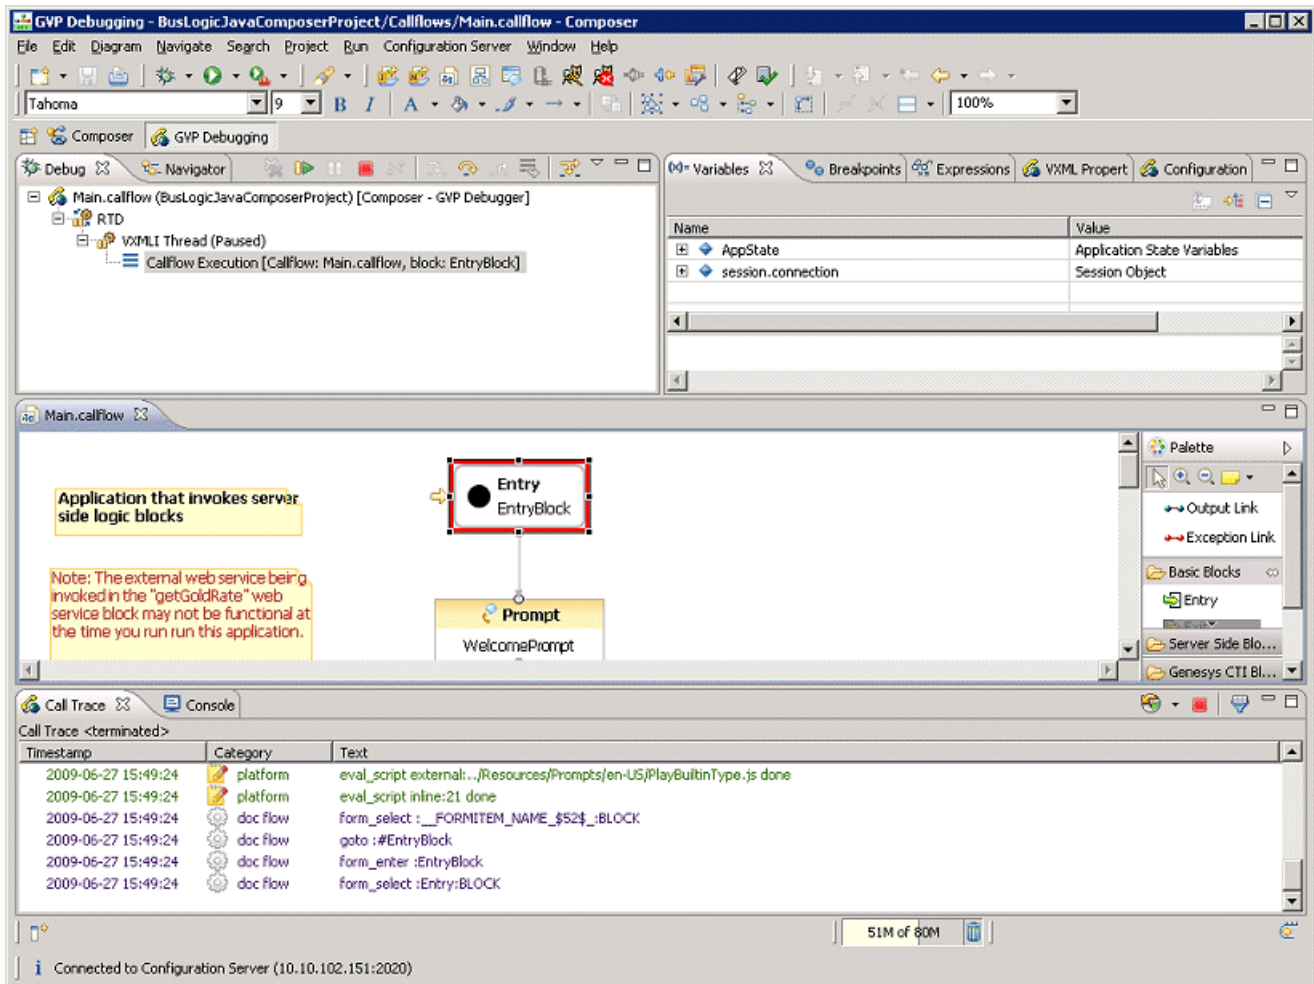 GVP Debugging - BusLogicJavaComposerProject/Callflows/Main.callflow - Composer
File Edit Diagram Navigate Search Project Run Configuration Server Window Help
Tahoma 9 B I A 100%
Composer GVP Debugging
Debug Navigator
Main.callflow (BusLogicJavaComposerProject) [Composer - GVP Debugger]
RTD
VXMLI Thread (Paused)
Callflow Execution [Callflow: Main.callflow, block: EntryBlock]
(x)= Variables Breakpoints Expressions VXML Propert Configuration
Name Value
AppState Application State Variables
session.connection Session Object
Main.callflow
Application that invokes server
side logic blocks
Note: The external web service being
invoked in the "getGoldRate" web
service block may not be functional at
the time you run run this application.
Entry
EntryBlock
Prompt
WelcomePrompt
Palette
Output Link
Exception Link
Basic Blocks
Entry
Server Side Blo...
Genesys CTI Bl...
Call Trace Console
Call Trace <terminated>
Timestamp Category Text
2009-06-27 15:49:24 platform eval_script external:../Resources/Prompts/en-US/PlayBuiltinType.js done
2009-06-27 15:49:24 platform eval_script inline:21 done
2009-06-27 15:49:24 doc flow form_select :__FORMITEM_NAME_$52$_:BLOCK
2009-06-27 15:49:24 doc flow goto :#EntryBlock
2009-06-27 15:49:24 doc flow form_enter :EntryBlock
2009-06-27 15:49:24 doc flow form_select :Entry:BLOCK
51M of 80M
i Connected to Configuration Server (10.10.102.151:2020)